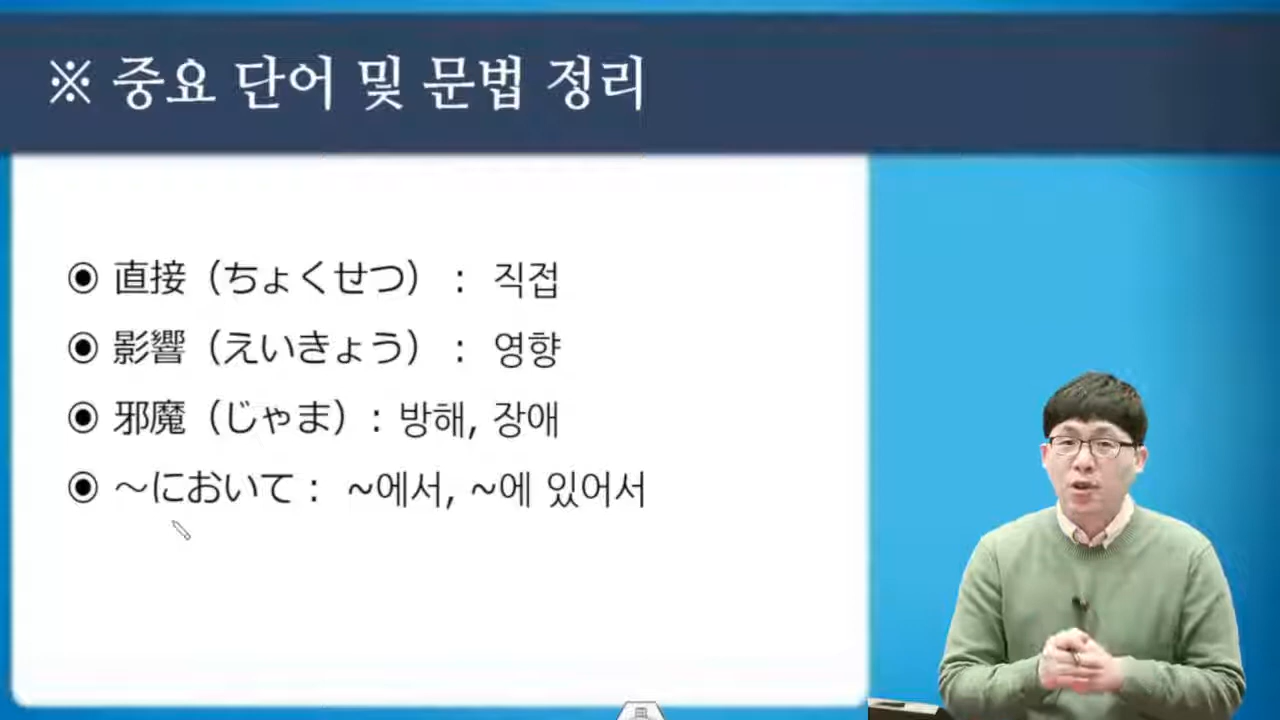 ※ 중요 단어 및 문법 정리
◉ 直接（ちょくせつ） : 직접
◉ 影響（えいきょう） : 영향
◉ 邪魔（じゃま）: 방해, 장애
◉ ～において : ~에서, ~에 있어서